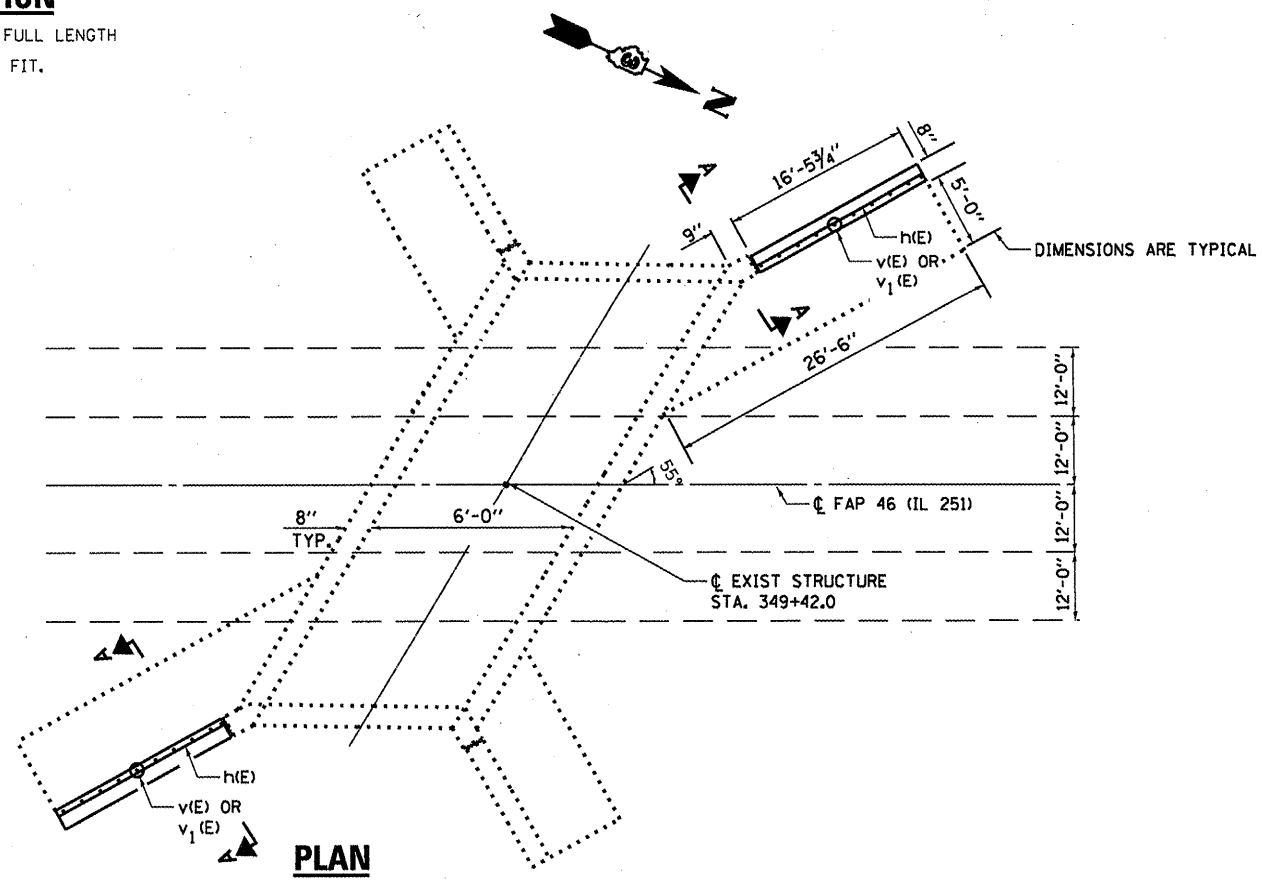 FULL LENGTH
FIT.
N
8"
16'-5¾"
A
5'-0"
9"
h(E)
DIMENSIONS ARE TYPICAL
v(E) OR
v₁(E)
A
26'-6"
12'-0"
12'-0"
55°
℄ FAP 46 (IL 251)
8"
TYP.
6'-0"
12'-0"
℄ EXIST STRUCTURE
STA. 349+42.0
12'-0"
A
h(E)
v(E) OR
v₁(E)
A
PLAN